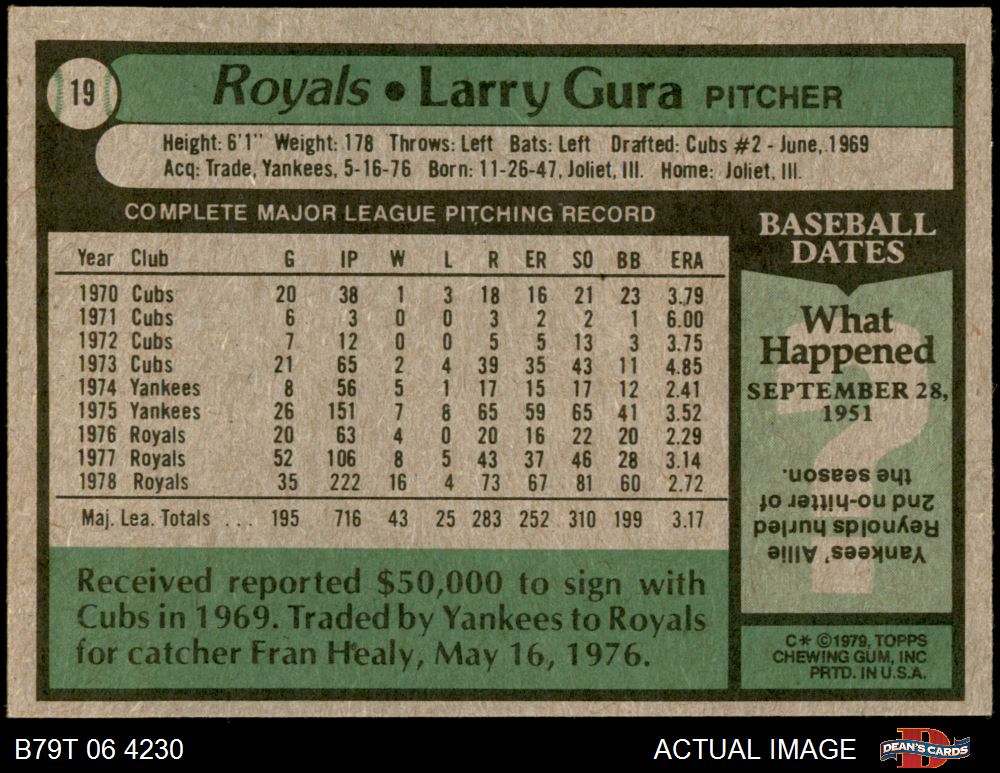 19
Royals • Larry Gura PITCHER
Height: 6'1" Weight: 178 Throws: Left Bats: Left Drafted: Cubs #2 - June, 1969
Acq: Trade, Yankees, 5-16-76 Born: 11-26-47, Joliet, Ill. Home: Joliet, Ill.
COMPLETE MAJOR LEAGUE PITCHING RECORD
Year Club G IP W L R ER SO BB ERA
1970 Cubs 20 38 1 3 18 16 21 23 3.79
1971 Cubs 6 3 0 0 3 2 2 1 6.00
1972 Cubs 7 12 0 0 5 5 13 3 3.75
1973 Cubs 21 65 2 4 39 35 43 11 4.85
1974 Yankees 8 56 5 1 17 15 17 12 2.41
1975 Yankees 26 151 7 8 65 59 65 41 3.52
1976 Royals 20 63 4 0 20 16 22 20 2.29
1977 Royals 52 106 8 5 43 37 46 28 3.14
1978 Royals 35 222 16 4 73 67 81 60 2.72
Maj. Lea. Totals . . . 195 716 43 25 283 252 310 199 3.17
Received reported $50,000 to sign with
Cubs in 1969. Traded by Yankees to Royals
for catcher Fran Healy, May 16, 1976.
BASEBALL
DATES
What
Happened
SEPTEMBER 28,
1951
?
Yankees' Allie
Reynolds hurled
2nd no-hitter of
the season.
C* ©1979, TOPPS
CHEWING GUM, INC
PRTD. IN U.S.A.
B79T 06 4230
ACTUAL IMAGE
D
DEAN'S CARDS